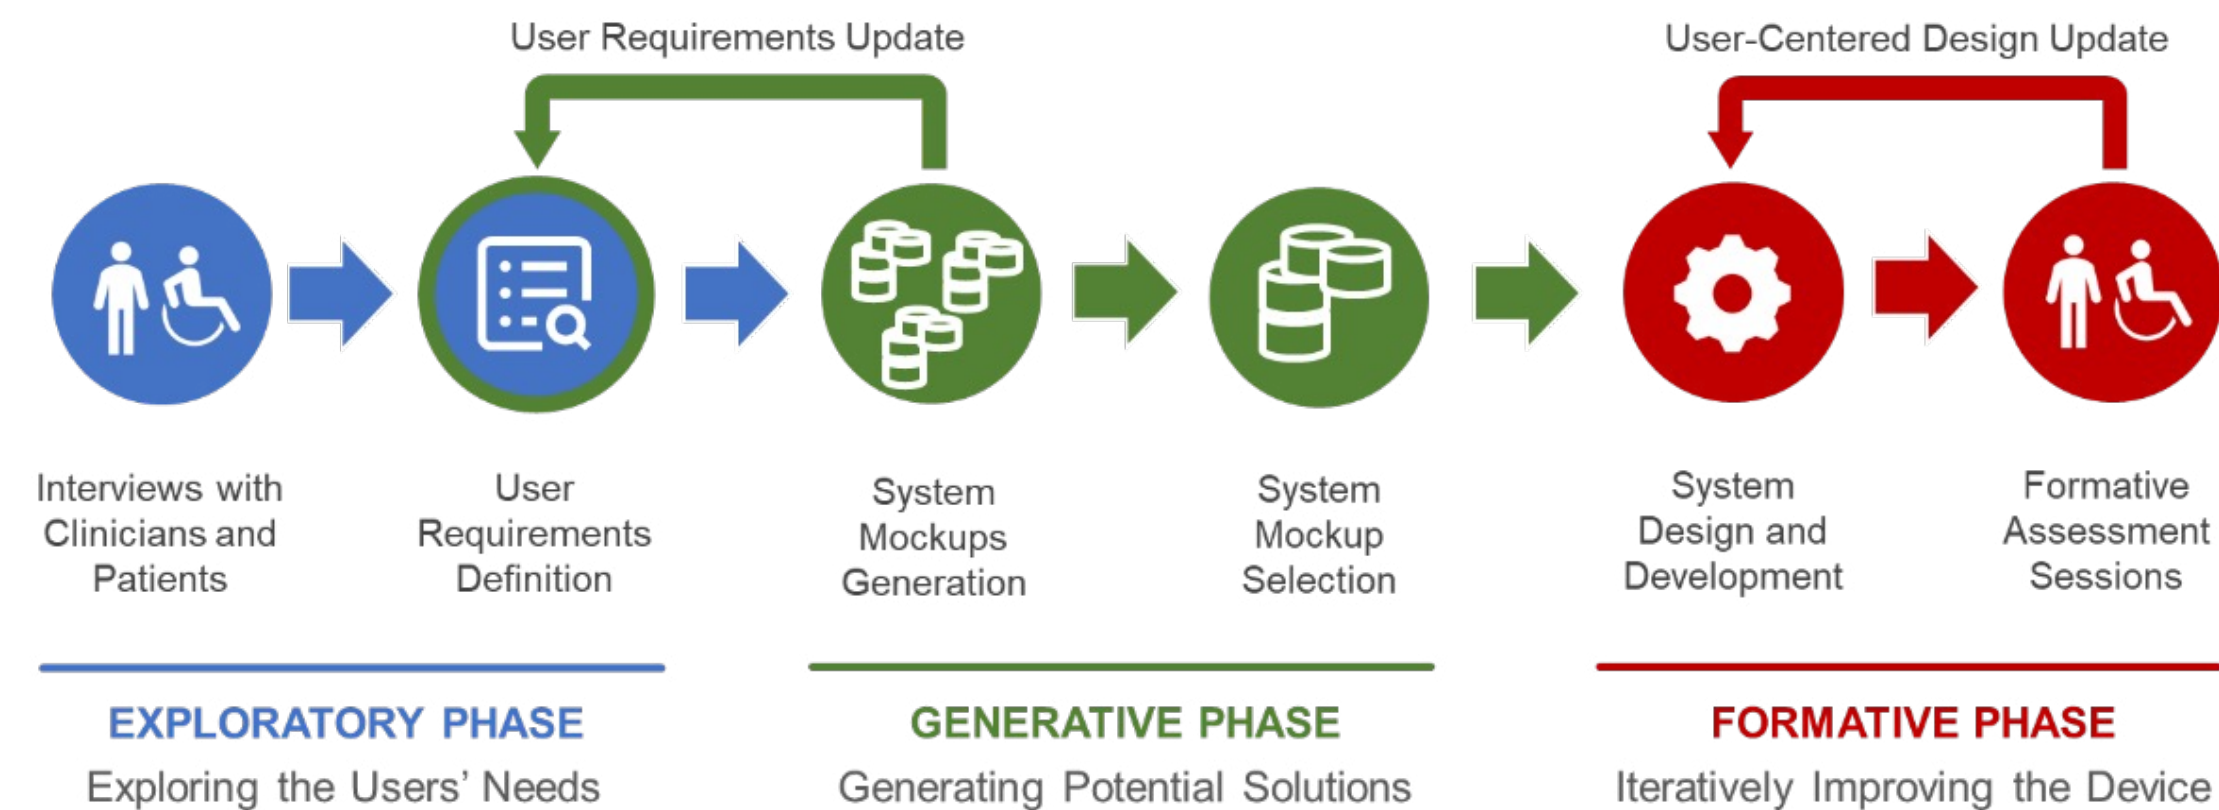 User Requirements Update
User-Centered Design Update
Interviews with
Clinicians and
Patients
User
Requirements
Definition
System
Mockups
Generation
System
Mockup
Selection
System
Design and
Development
Formative
Assessment
Sessions
EXPLORATORY PHASE
Exploring the Users’ Needs
GENERATIVE PHASE
Generating Potential Solutions
FORMATIVE PHASE
Iteratively Improving the Device